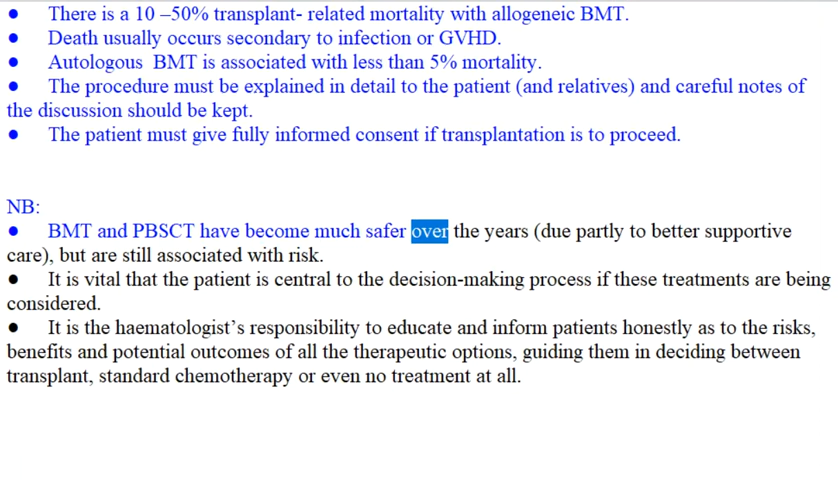 ● There is a 10 –50% transplant- related mortality with allogeneic BMT.
● Death usually occurs secondary to infection or GVHD.
● Autologous BMT is associated with less than 5% mortality.
● The procedure must be explained in detail to the patient (and relatives) and careful notes of
the discussion should be kept.
● The patient must give fully informed consent if transplantation is to proceed.
NB:
● BMT and PBSCT have become much safer over the years (due partly to better supportive
care), but are still associated with risk.
● It is vital that the patient is central to the decision-making process if these treatments are being
considered.
● It is the haematologist’s responsibility to educate and inform patients honestly as to the risks,
benefits and potential outcomes of all the therapeutic options, guiding them in deciding between
transplant, standard chemotherapy or even no treatment at all.